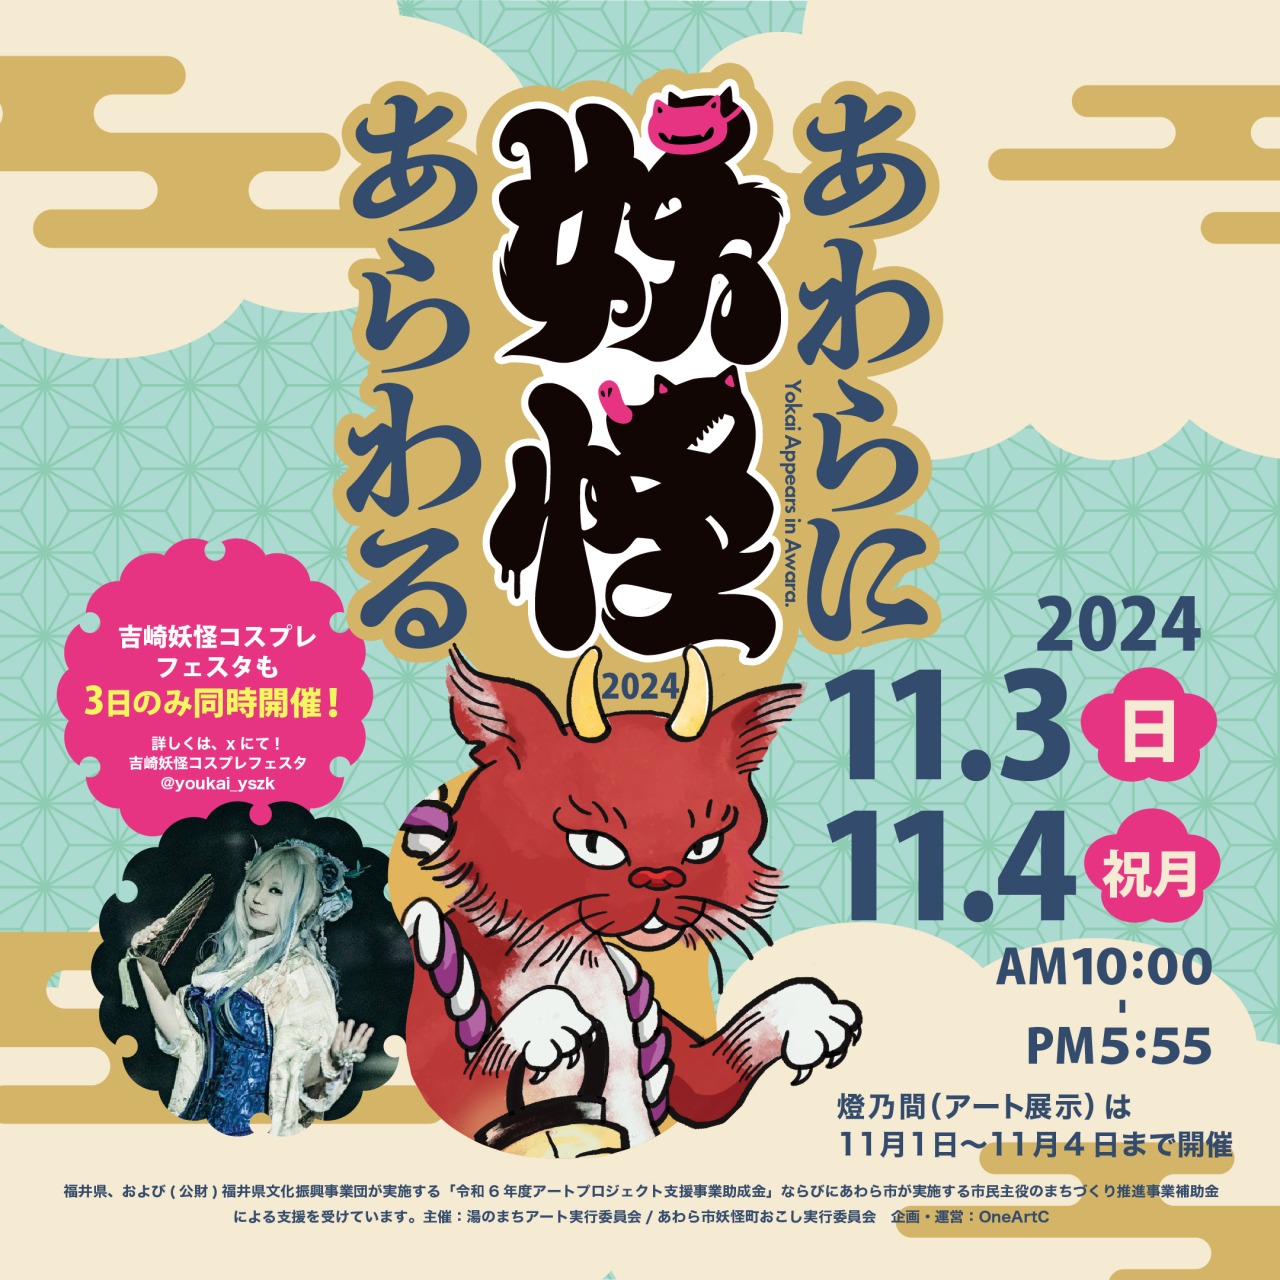 あわらに
妖怪
あらわる
Yokai Appears in Awara.
2024
2024
11.3 日
11.4 祝月
AM10:00
-
PM5:55
燈乃間（アート展示）は
11月1日〜11月4日まで開催
吉崎妖怪コスプレ
フェスタも
3日のみ同時開催！
詳しくは、x にて！
吉崎妖怪コスプレフェスタ
@youkai_yszk
福井県、および ( 公財 ) 福井県文化振興事業団が実施する「令和 6 年度アートプロジェクト支援事業助成金」ならびにあわら市が実施する市民主役のまちづくり推進事業補助金
による支援を受けています。主催：湯のまちアート実行委員会 / あわら市妖怪町おこし実行委員会　企画・運営：OneArtC